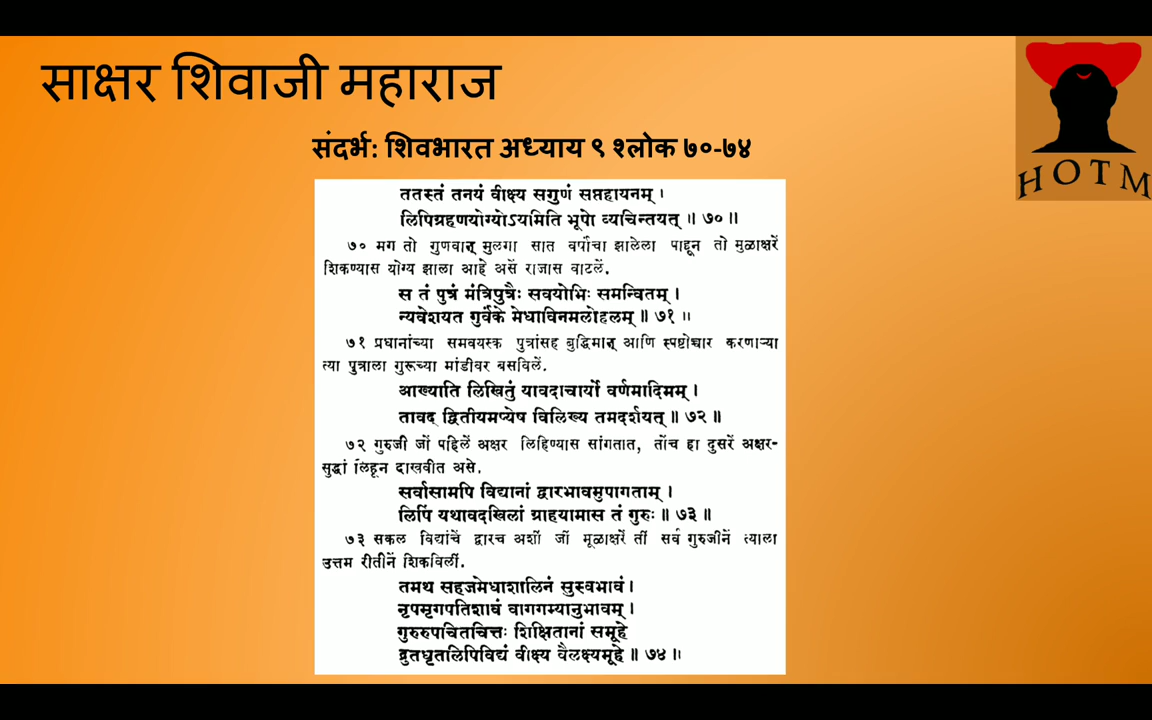 साक्षर शिवाजी महाराज
HOTM
संदर्भ: शिवभारत अध्याय ९ श्लोक ७०-७४
ततस्तं तनयं वीक्ष्य सगुणं सप्तहायनम् ।
लिपिग्रहणयोग्योऽयमिति भूपो व्यचिन्तयत् ॥ ७० ॥
७० मग तो गुणवान् मुलगा सात वर्षांचा झालेला पाहून तो मुळाक्षरें
शिकण्यास योग्य झाला आहे असें राजास वाटलें.
स तं पुत्रं मंत्रिपुत्रैः सवयोभिः समन्वितम् ।
न्यवेशयत गुर्वंके मेधाविनमलोहलम् ॥ ७१ ॥
७१ प्रधानांच्या समवयस्क पुत्रांसह बुद्धिमान् आणि स्पष्टोच्चार करणाऱ्या
त्या पुत्राला गुरूच्या मांडीवर बसविलें.
आख्याति लिखितुं यावदाचार्यो वर्णमादिमम् ।
तावद् द्वितीयमप्येष विलिख्य तमदर्शयत् ॥ ७२ ॥
७२ गुरुजी जों पहिलें अक्षर लिहिण्यास सांगतात, तोंच हा दुसरें अक्षर-
सुद्धां लिहून दाखवीत असे.
सर्वासामपि विद्यानां द्वारभावमुपागताम् ।
लिपिं यथावदखिलां ग्राहयामास तं गुरुः ॥ ७३ ॥
७३ सकल विद्यांचें द्वारच अशीं जीं मूळाक्षरें तीं सर्व गुरुजीनें त्याला
उत्तम रीतीनें शिकविलीं.
तमथ सहजमेधाशालिनं सुस्वभावं ।
नृपमृगपतिशावं वागगम्यानुभावम् ।
गुरुरुपचितचित्तः शिक्षितानां समूहे
द्रुतधृतलिपिविद्यं वीक्ष्य वैलक्ष्यमूहे ॥ ७४ ॥